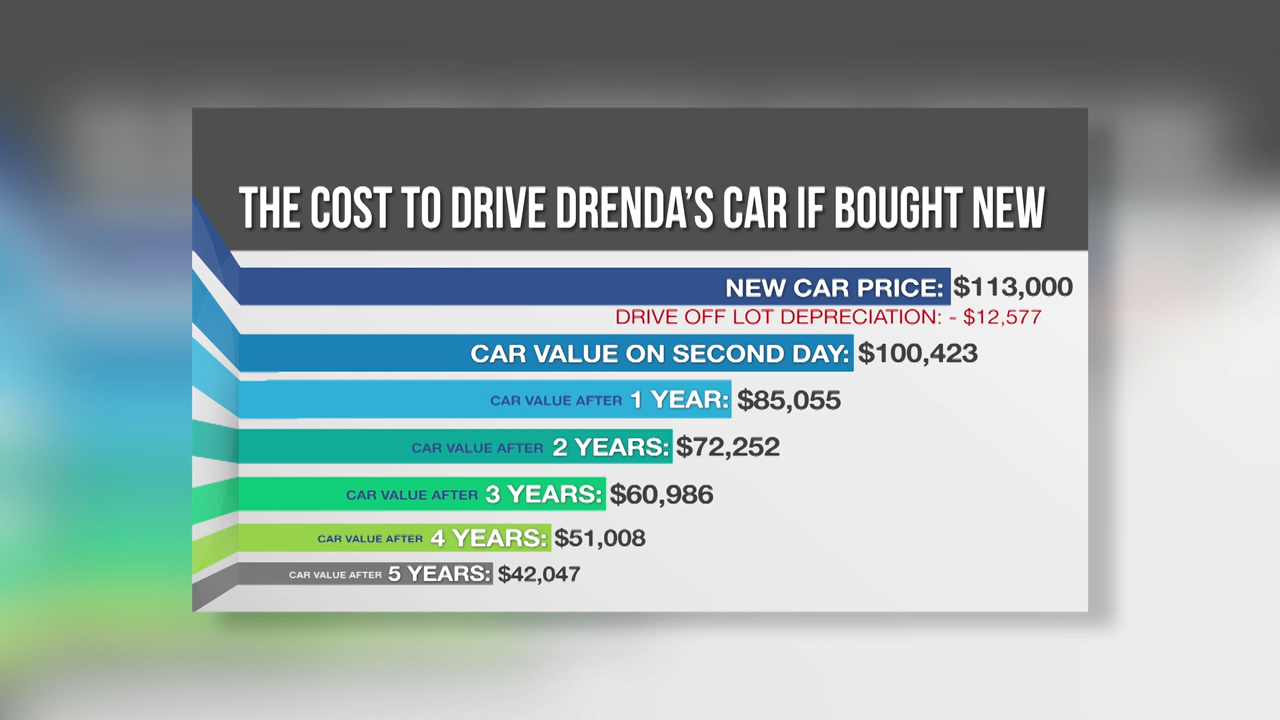 THE COST TO DRIVE DRENDA'S CAR IF BOUGHT NEW
NEW CAR PRICE: $113,000
DRIVE OFF LOT DEPRECIATION: - $12,577
CAR VALUE ON SECOND DAY: $100,423
CAR VALUE AFTER 1 YEAR: $85,055
CAR VALUE AFTER 2 YEARS: $72,252
CAR VALUE AFTER 3 YEARS: $60,986
CAR VALUE AFTER 4 YEARS: $51,008
CAR VALUE AFTER 5 YEARS: $42,047